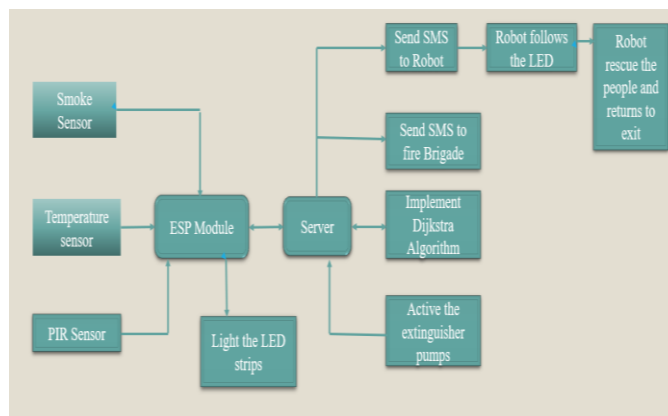 Send SMS
to Robot
Robot follows
the LED
Robot
rescue the
people and
returns to
exit
Smoke
Sensor
Send SMS to
fire Brigade
Temperature
sensor
ESP Module
Server
Implement
Dijkstra
Algorithm
PIR Sensor
Light the LED
strips
Active the
extinguisher
pumps